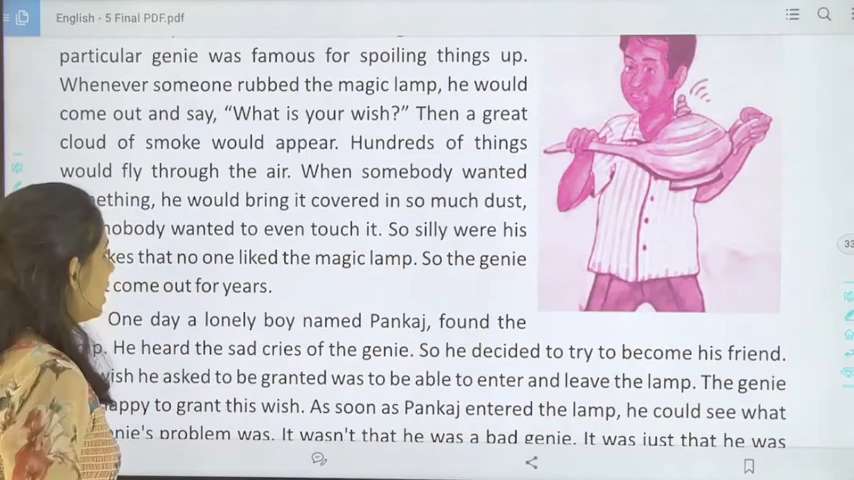 English - 5 Final PDF.pdf
particular genie was famous for spoiling things up.
Whenever someone rubbed the magic lamp, he would
come out and say, "What is your wish?" Then a great
cloud of smoke would appear. Hundreds of things
would fly through the air. When somebody wanted
he would bring it covered in so much dust,
nobody wanted to even touch it. So silly were his
that no one liked the magic lamp. So the genie
come out for years.
One day a lonely boy named Pankaj, found the
He heard the sad cries of the genie. So he decided to try to become his friend.
he asked to be granted was to be able to enter and leave the lamp. The genie
to grant this wish. As soon as Pankaj entered the lamp, he could see what
problem was. It wasn't that he was a bad genie. It was just that he was
33